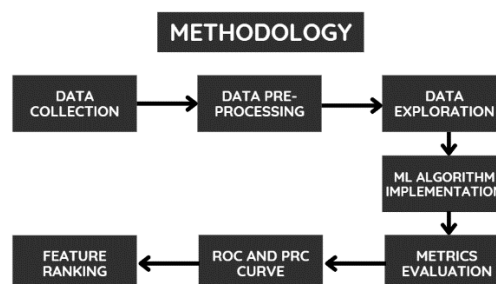 METHODOLOGY
DATA
COLLECTION
DATA PRE-
PROCESSING
DATA
EXPLORATION
ML ALGORITHM
IMPLEMENTATION
METRICS
EVALUATION
ROC AND PRC
CURVE
FEATURE
RANKING